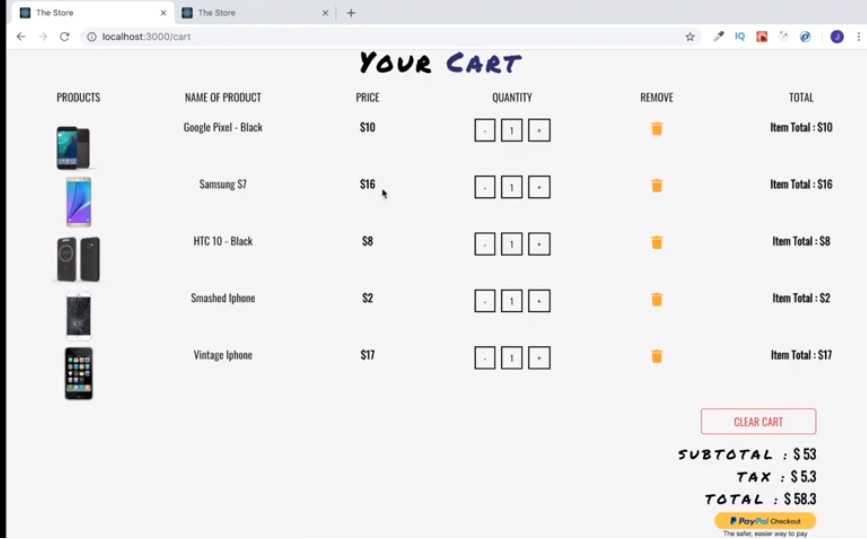 The Store
The Store
localhost:3000/cart
IQ
J
YOUR CART
PRODUCTS NAME OF PRODUCT PRICE QUANTITY REMOVE TOTAL
Google Pixel - Black $10 - 1 + Item Total : $10
Samsung S7 $16 - 1 + Item Total : $16
HTC 10 - Black $8 - 1 + Item Total : $8
Smashed Iphone $2 - 1 + Item Total : $2
Vintage Iphone $17 - 1 + Item Total : $17
CLEAR CART
SUBTOTAL : $ 53
TAX : $ 5.3
TOTAL : $ 58.3
PayPal Checkout
The safer, easier way to pay